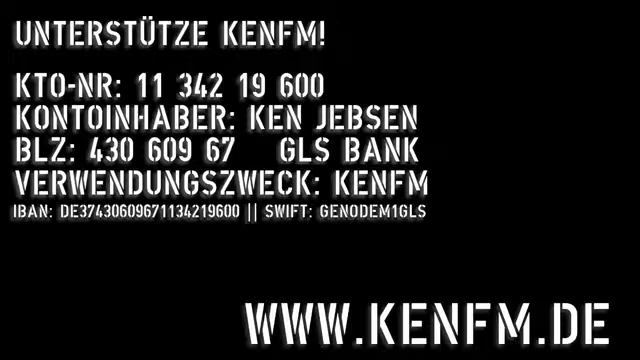 UNTERSTÜTZE KENFM!
KTO-NR: 11 342 19 600
KONTOINHABER: KEN JEBSEN
BLZ: 430 609 67 GLS BANK
VERWENDUNGSZWECK: KENFM
IBAN: DE37430609671134219600 || SWIFT: GENODEM1GLS
WWW.KENFM.DE